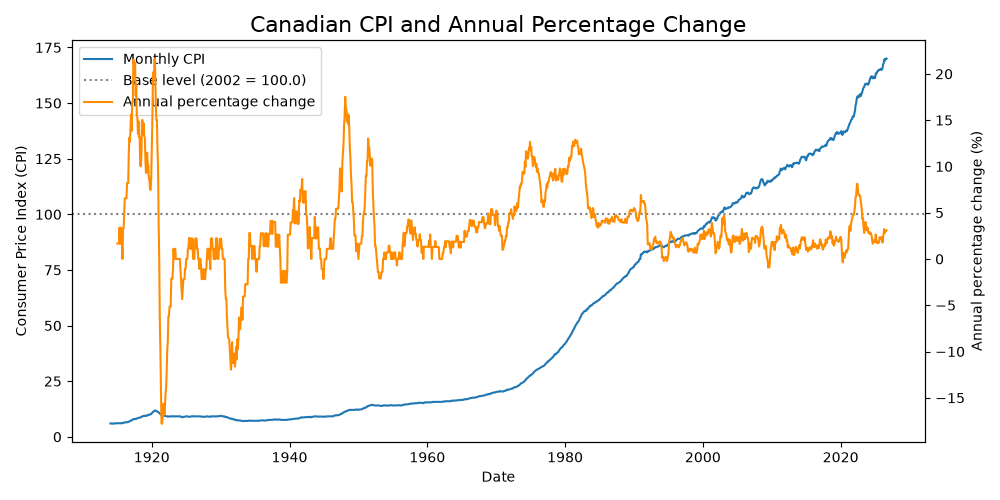 Canadian CPI and Annual Percentage Change
Monthly CPI
Base level (2002 = 100.0)
Annual percentage change
Consumer Price Index (CPI)
175
150
125
100
75
50
25
0
20
15
10
5
0
−5
−10
−15
Annual percentage change (%)
1920 1940 1960 1980 2000 2020
Date